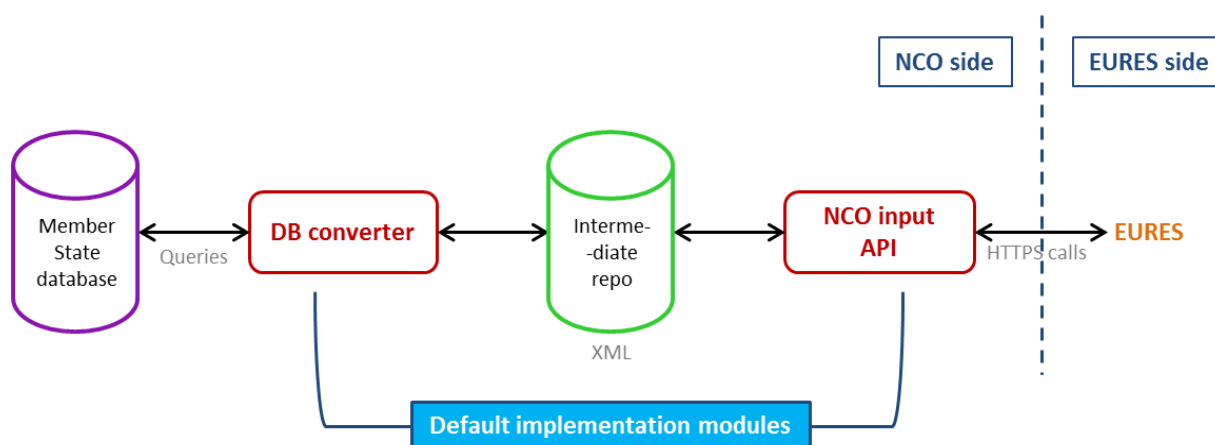 NCO side
EURES side
Member
State
database
Queries
DB converter
Interme-
-diate
repo
XML
NCO input
API
HTTPS calls
EURES
Default implementation modules